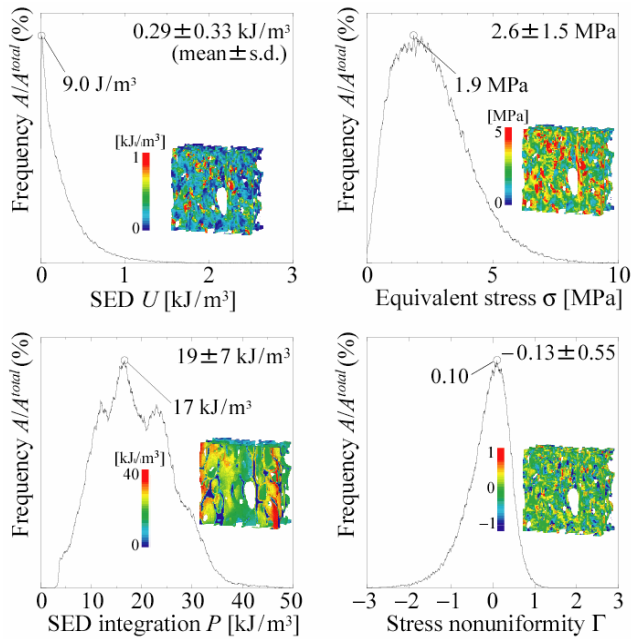 Frequency A/A^total (%)
0.29±0.33 kJ/m³
(mean±s.d.)
9.0 J/m³
[kJ/m³]
1
0
0
1
2
3
SED U [kJ/m³]
Frequency A/A^total (%)
2.6±1.5 MPa
1.9 MPa
[MPa]
5
0
0
5
10
Equivalent stress σ [MPa]
Frequency A/A^total (%)
19±7 kJ/m³
17 kJ/m³
[kJ/m³]
40
0
0
10
20
30
40
50
SED integration P [kJ/m³]
Frequency A/A^total (%)
−0.13±0.55
0.10
1
0
−1
−3
−2
−1
0
1
2
3
Stress nonuniformity Γ